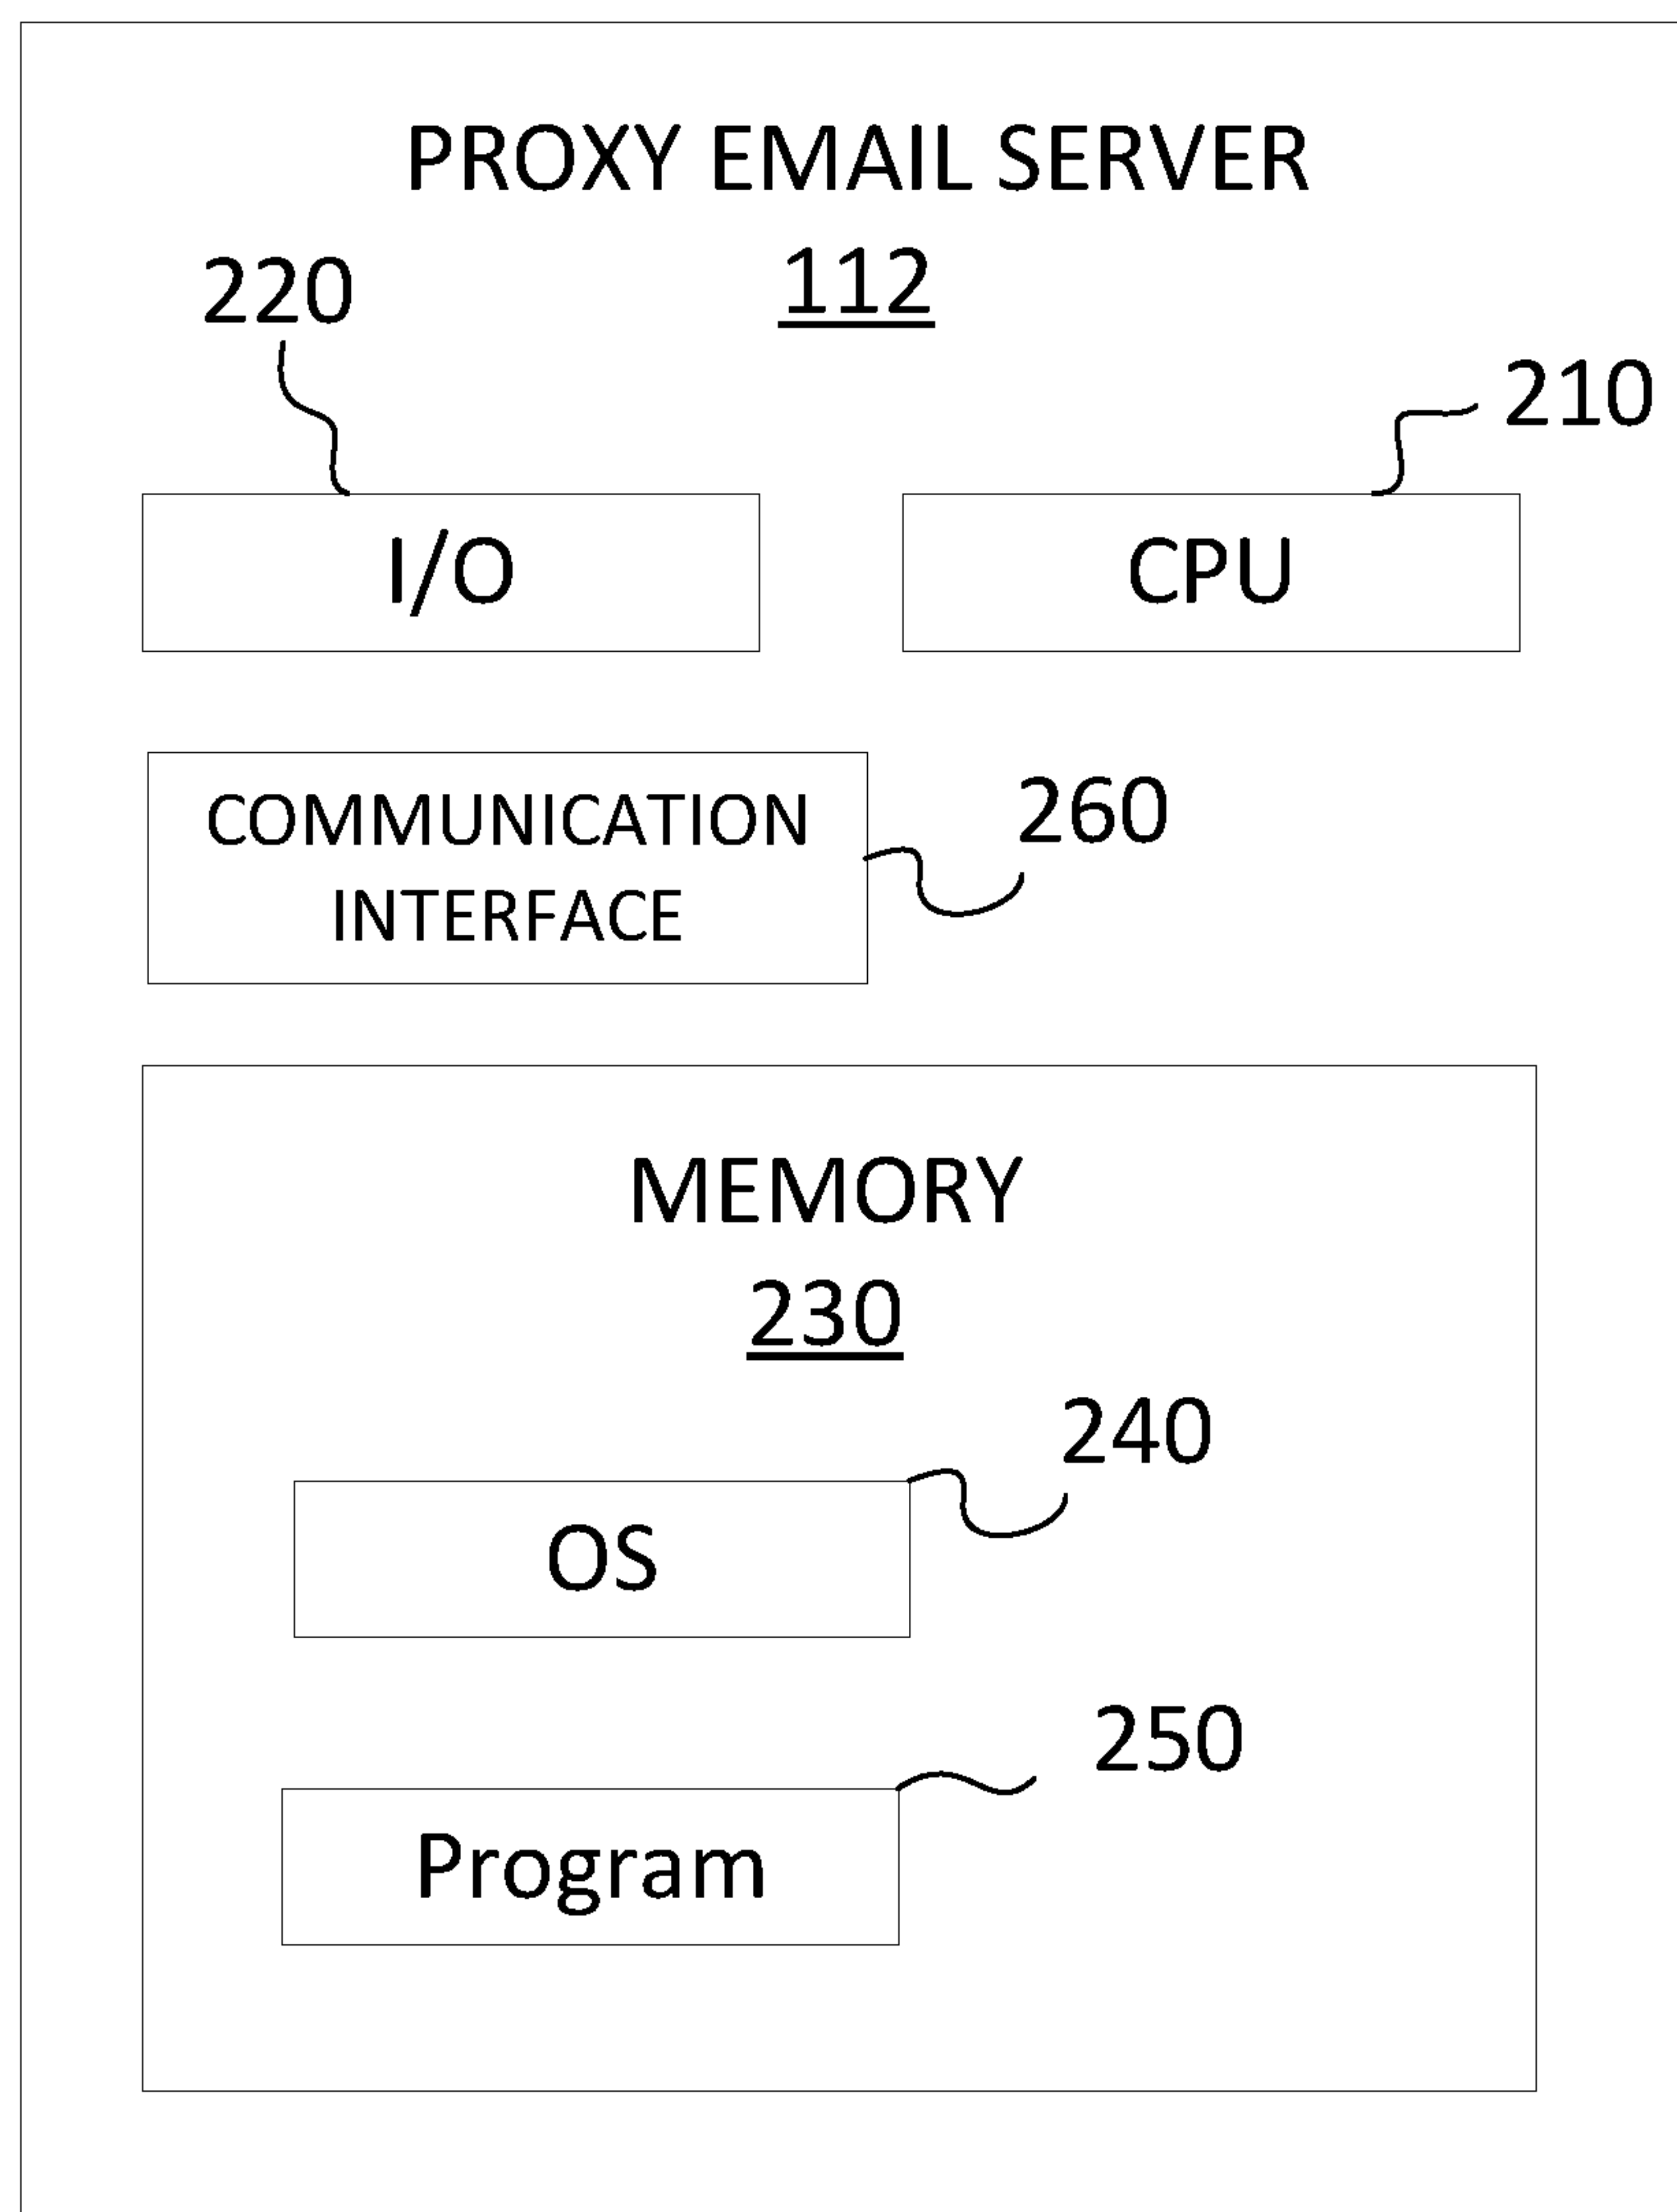 PROXY EMAIL SERVER
112
220
210
I/O
CPU
COMMUNICATION
INTERFACE
260
MEMORY
230
240
OS
250
Program